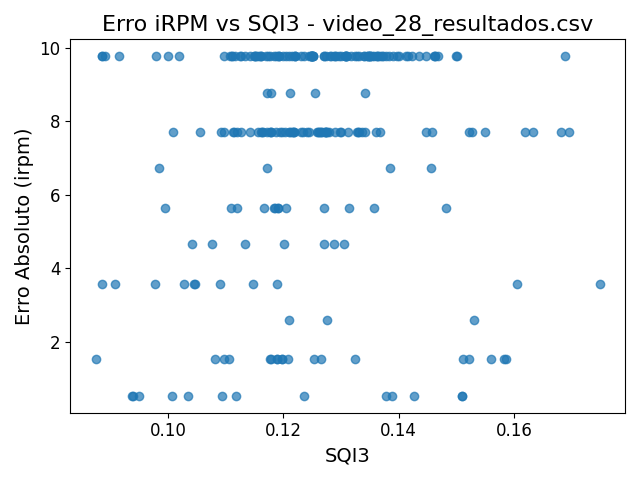 Erro iRPM vs SQI3 - video_28_resultados.csv
Erro Absoluto (irpm)
10
8
6
4
2
0.10 0.12 0.14 0.16
SQI3